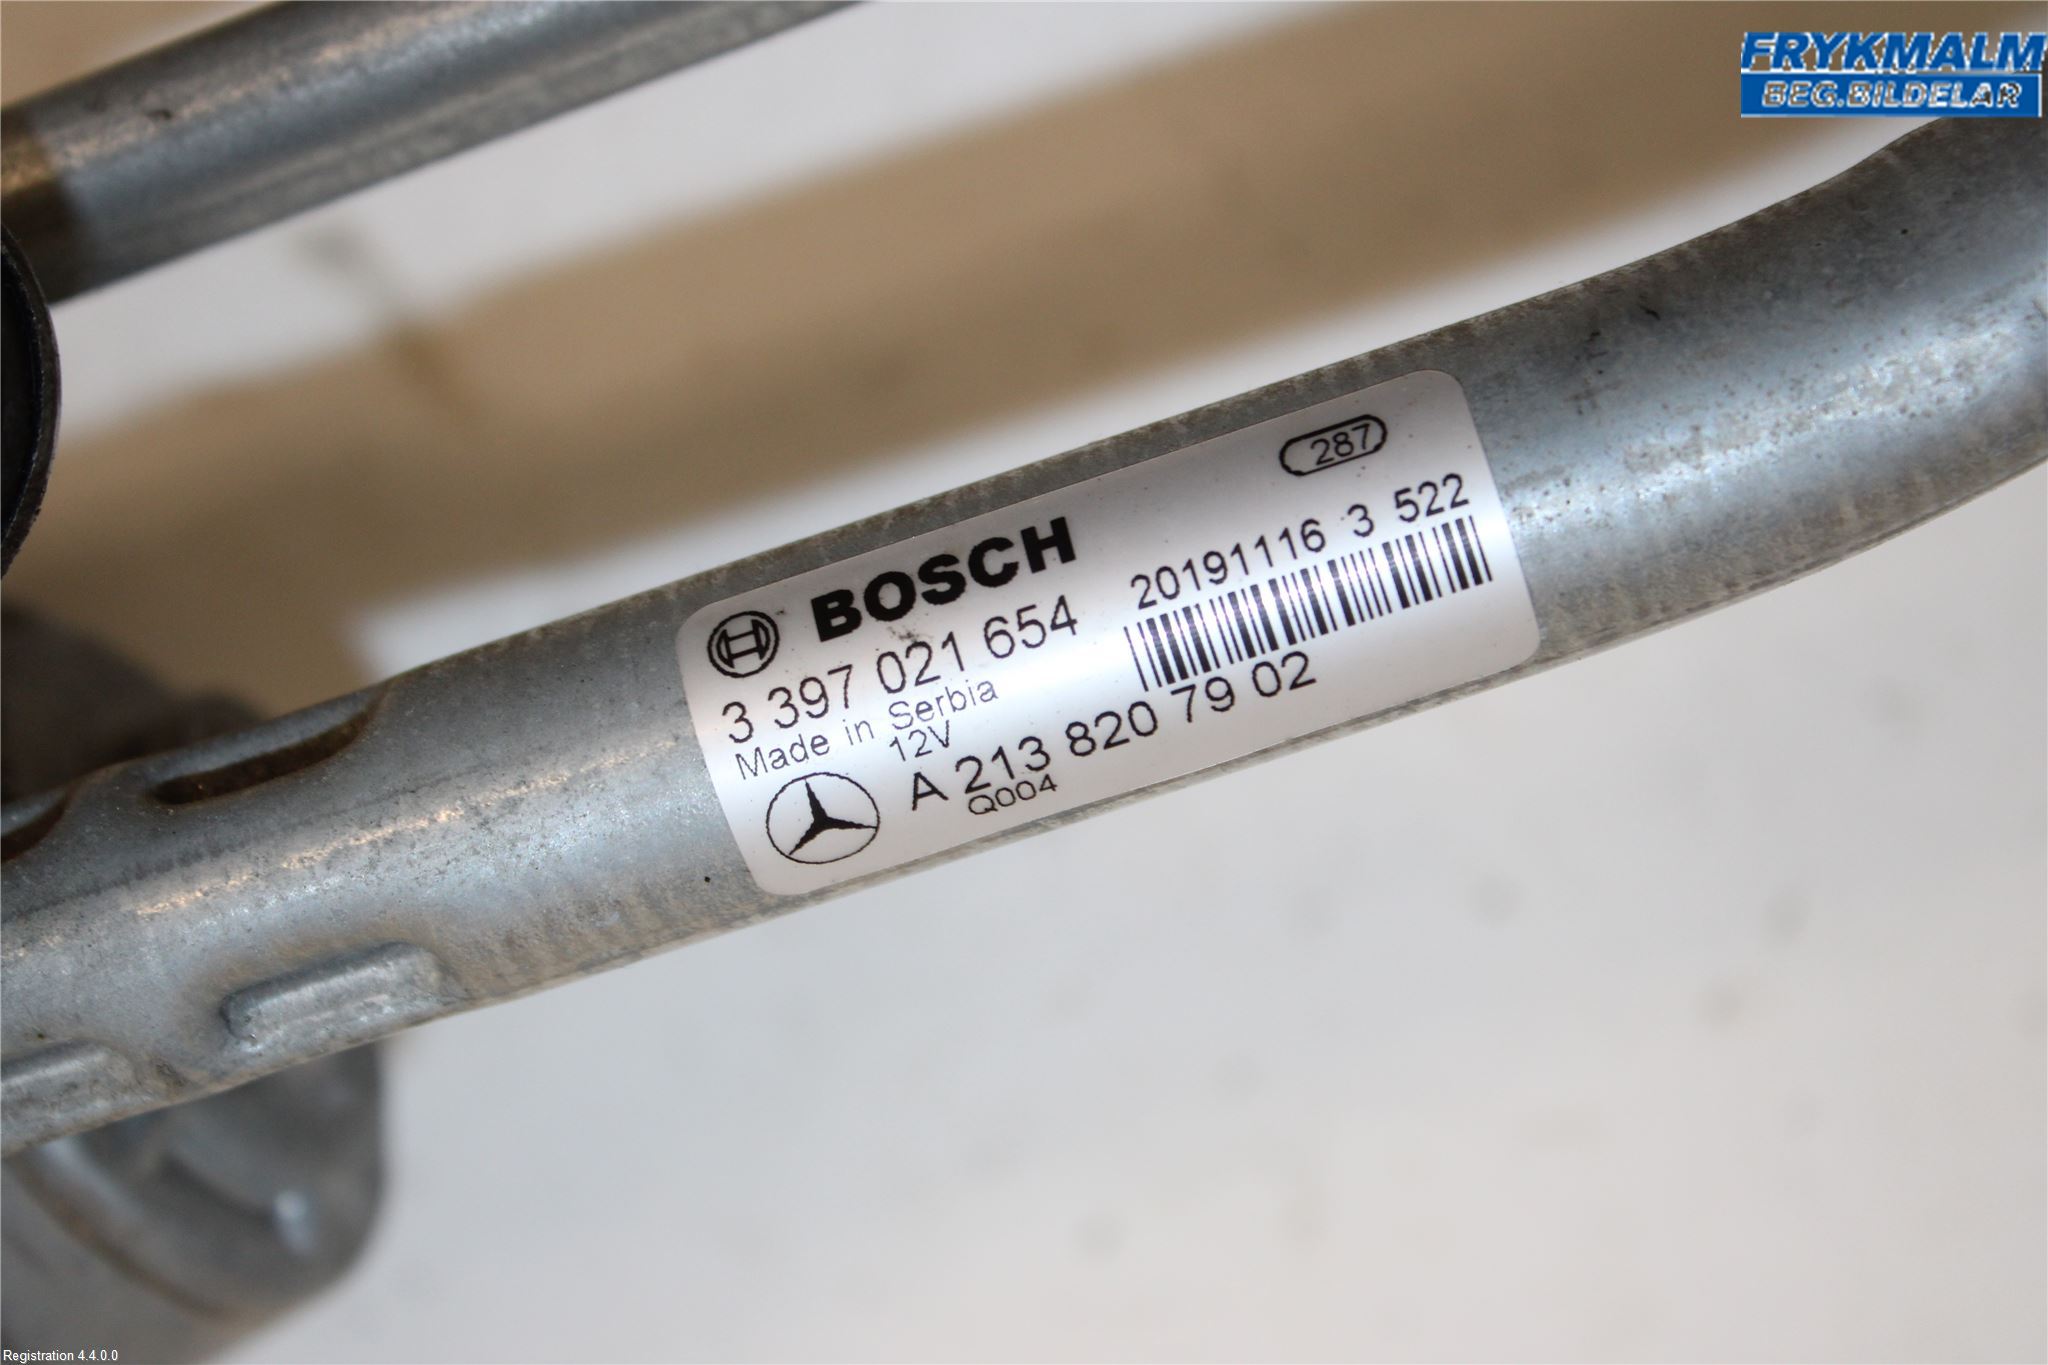 FRYKMALM
BEG.BILDELAR
287
BOSCH
20191116 3 522
3 397 021 654
Made in Serbia
12V
A 213 820 79 02
Q004
Registration 4.4.0.0